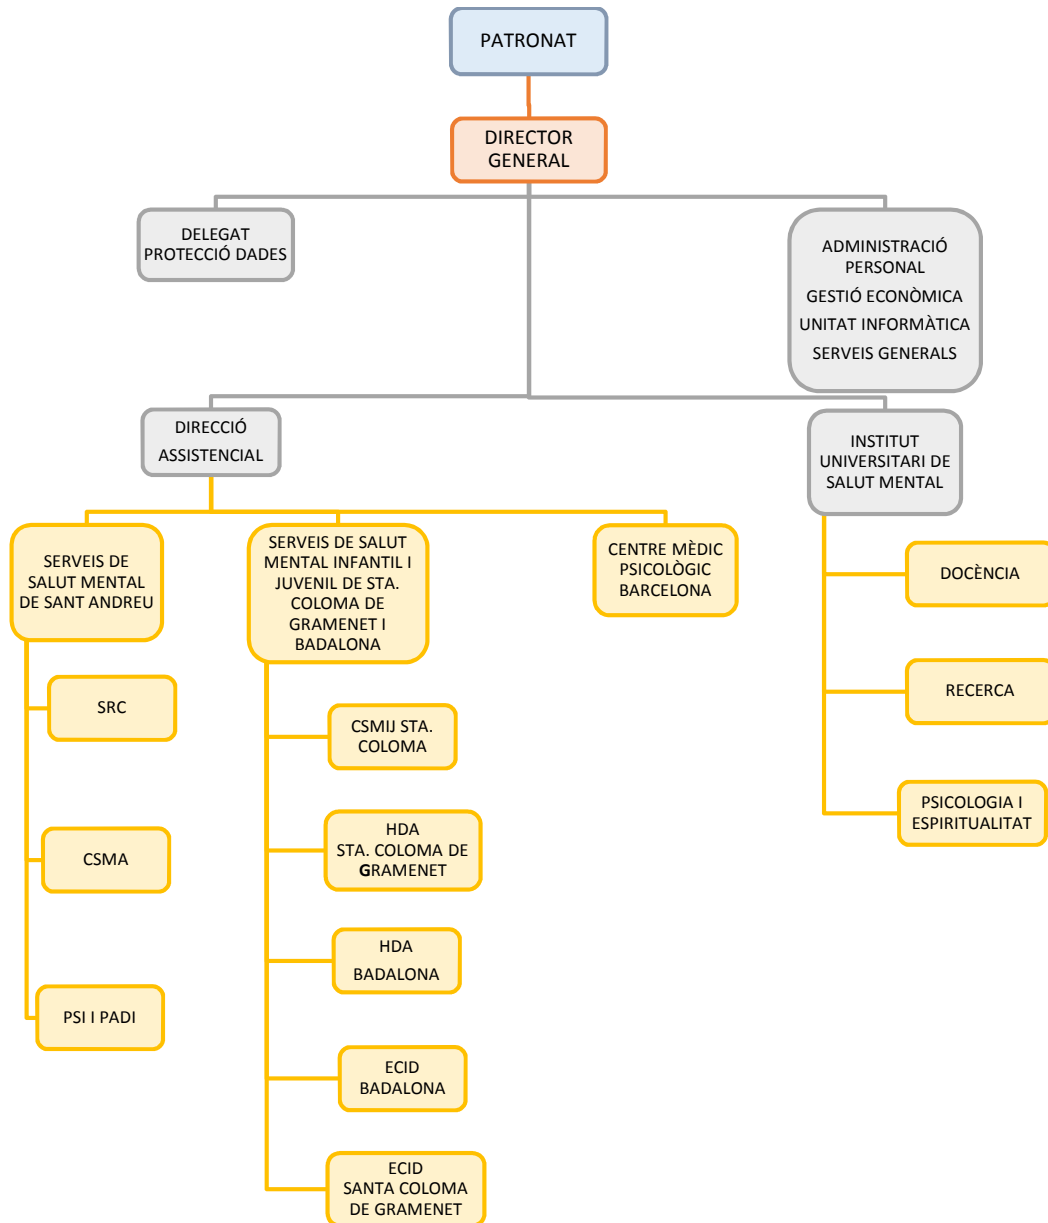 PATRONAT
DIRECTOR
GENERAL
DELEGAT
PROTECCIÓ DADES
ADMINISTRACIÓ
PERSONAL
GESTIÓ ECONÒMICA
UNITAT INFORMÀTICA
SERVEIS GENERALS
DIRECCIÓ
ASSISTENCIAL
INSTITUT
UNIVERSITARI DE
SALUT MENTAL
SERVEIS DE
SALUT MENTAL
DE SANT ANDREU
SRC
CSMA
PSI I PADI
SERVEIS DE SALUT
MENTAL INFANTIL I
JUVENIL DE STA.
COLOMA DE
GRAMENET I
BADALONA
CSMIJ STA.
COLOMA
HDA
STA. COLOMA DE
GRAMENET
HDA
BADALONA
ECID
BADALONA
ECID
SANTA COLOMA
DE GRAMENET
CENTRE MÈDIC
PSICOLÒGIC
BARCELONA
DOCÈNCIA
RECERCA
PSICOLOGIA I
ESPIRITUALITAT